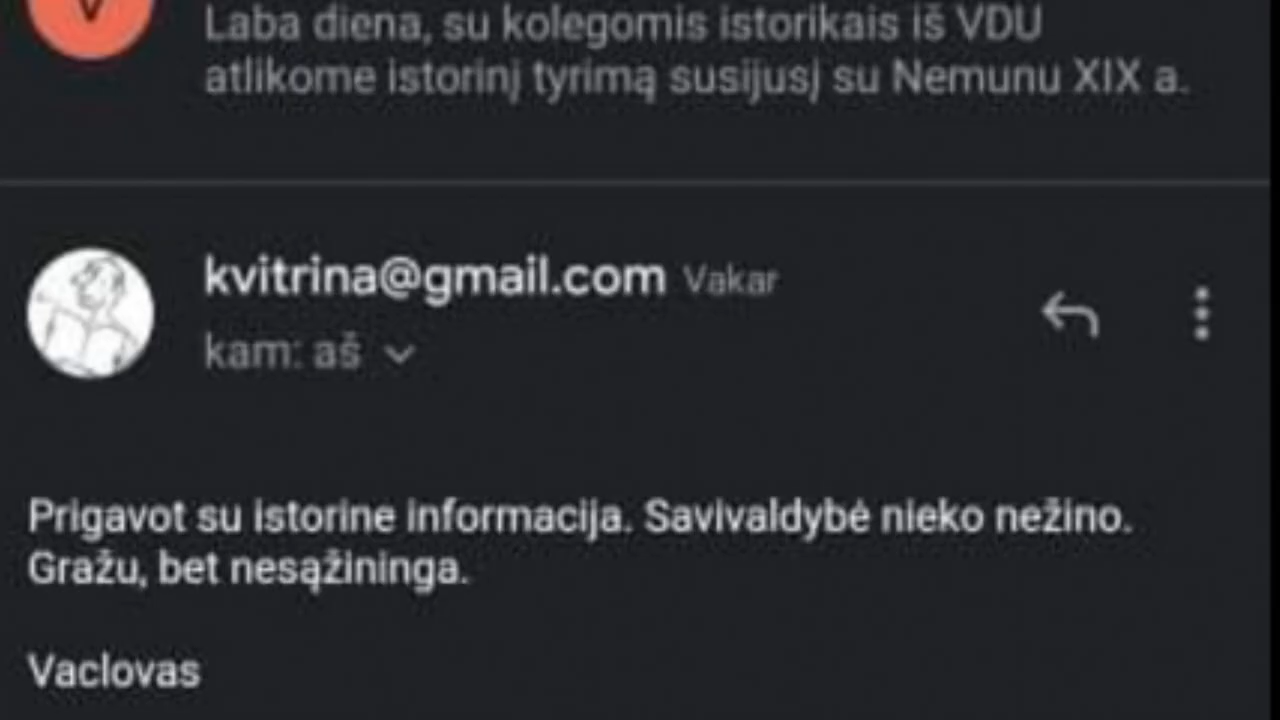 V
Laba diena, su kolegomis istorikais iš VDU
atlikome istorinį tyrimą susijusį su Nemunu XIX a.
kvitrina@gmail.com Vakar
kam: aš
Prigavot su istorine informacija. Savivaldybė nieko nežino.
Gražu, bet nesąžininga.
Vaclovas